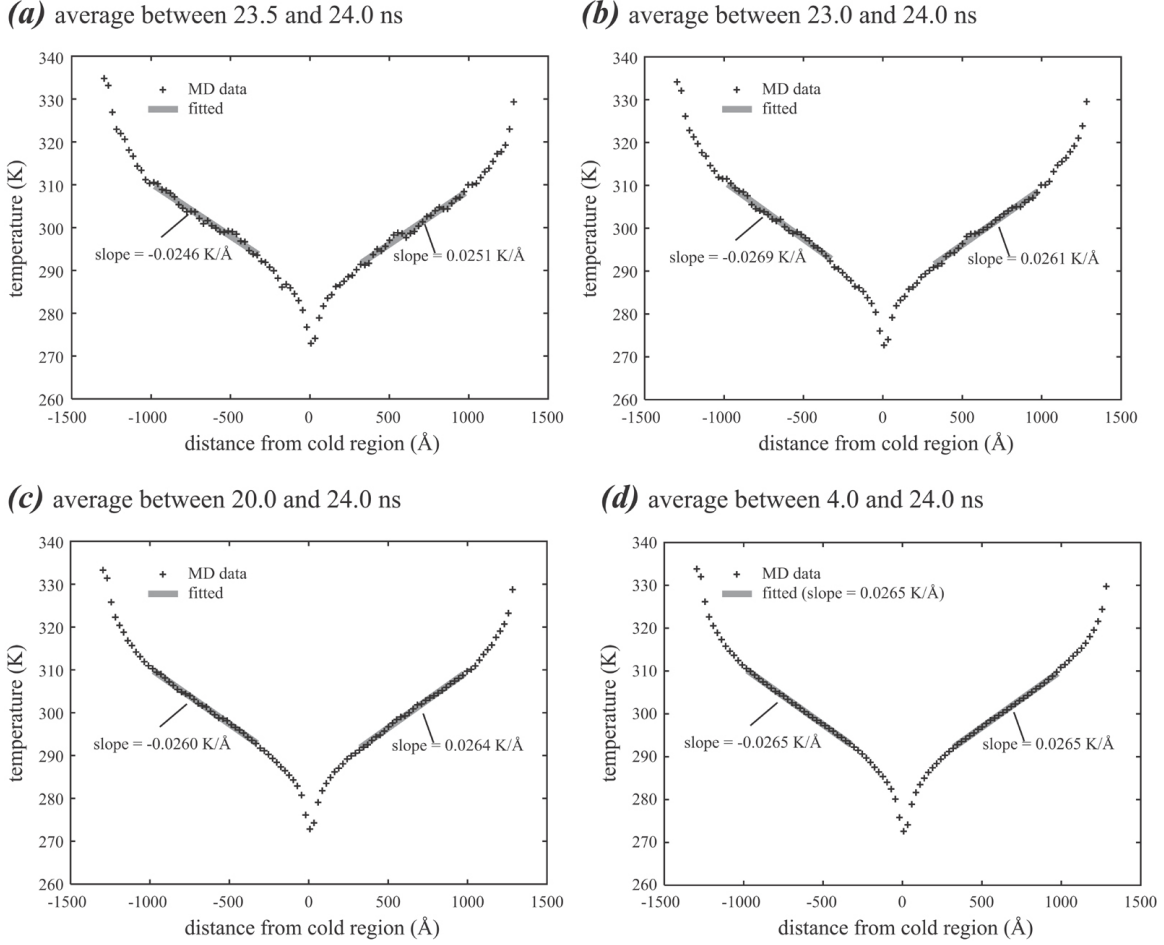 (a) average between 23.5 and 24.0 ns
340
330
320
310
300
290
280
270
260
temperature (K)
MD data
fitted
slope = -0.0246 K/Å
slope = 0.0251 K/Å
-1500
-1000
-500
0
500
1000
1500
distance from cold region (Å)
(b) average between 23.0 and 24.0 ns
340
330
320
310
300
290
280
270
260
temperature (K)
MD data
fitted
slope = -0.0269 K/Å
slope = 0.0261 K/Å
-1500
-1000
-500
0
500
1000
1500
distance from cold region (Å)
(c) average between 20.0 and 24.0 ns
340
330
320
310
300
290
280
270
260
temperature (K)
MD data
fitted
slope = -0.0260 K/Å
slope = 0.0264 K/Å
-1500
-1000
-500
0
500
1000
1500
distance from cold region (Å)
(d) average between 4.0 and 24.0 ns
340
330
320
310
300
290
280
270
260
temperature (K)
MD data
fitted (slope = 0.0265 K/Å)
slope = -0.0265 K/Å
slope = 0.0265 K/Å
-1500
-1000
-500
0
500
1000
1500
distance from cold region (Å)